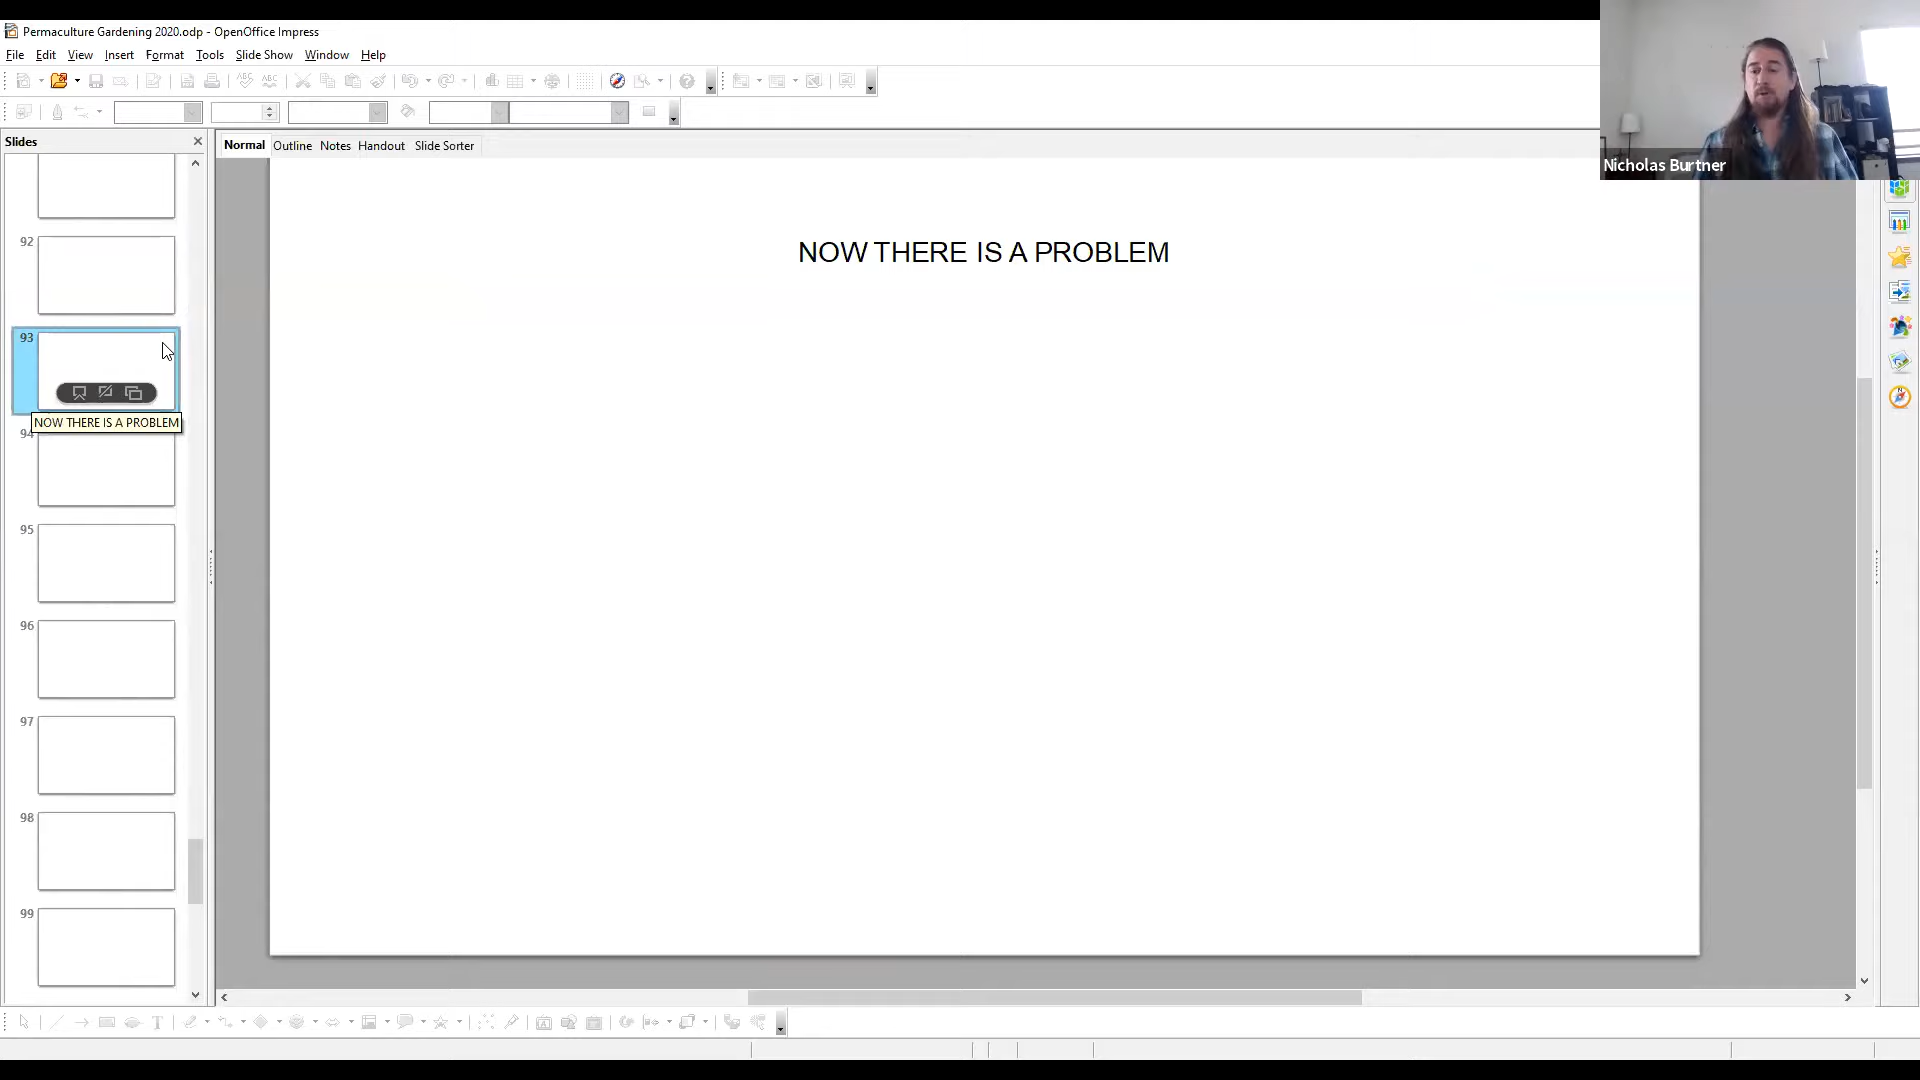 Permaculture Gardening 2020.odp - OpenOffice Impress
File Edit View Insert Format Tools Slide Show Window Help
Nicholas Burtner
Slides
Normal Outline Notes Handout Slide Sorter
NOW THERE IS A PROBLEM
92
93
NOW THERE IS A PROBLEM
94
95
96
97
98
99